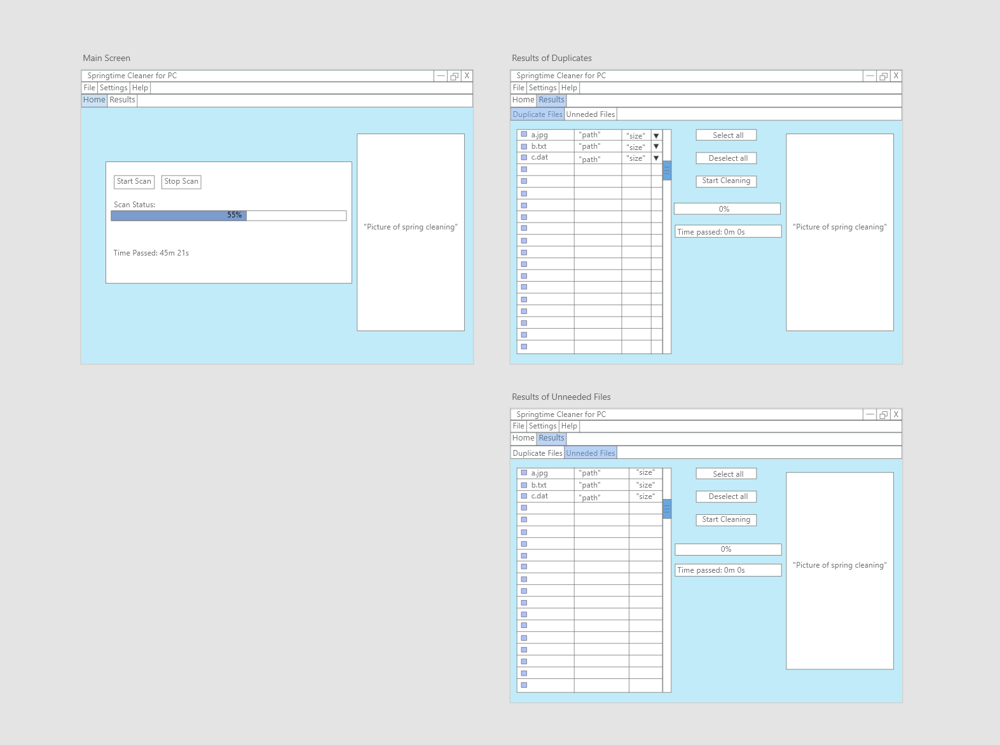 Main Screen
Springtime Cleaner for PC
X
File Settings Help
Home Results
Start Scan Stop Scan
Scan Status:
55%
Time Passed: 45m 21s
"Picture of spring cleaning"
Results of Duplicates
Springtime Cleaner for PC
X
File Settings Help
Home Results
Duplicate Files Unneded Files
a.jpg "path" "size" ▼
b.txt "path" "size" ▼
c.dat "path" "size" ▼
Select all
Deselect all
Start Cleaning
0%
Time passed: 0m 0s
"Picture of spring cleaning"
Results of Unneeded Files
Springtime Cleaner for PC
X
File Settings Help
Home Results
Duplicate Files Unneded Files
a.jpg "path" "size"
b.txt "path" "size"
c.dat "path" "size"
Select all
Deselect all
Start Cleaning
0%
Time passed: 0m 0s
"Picture of spring cleaning"